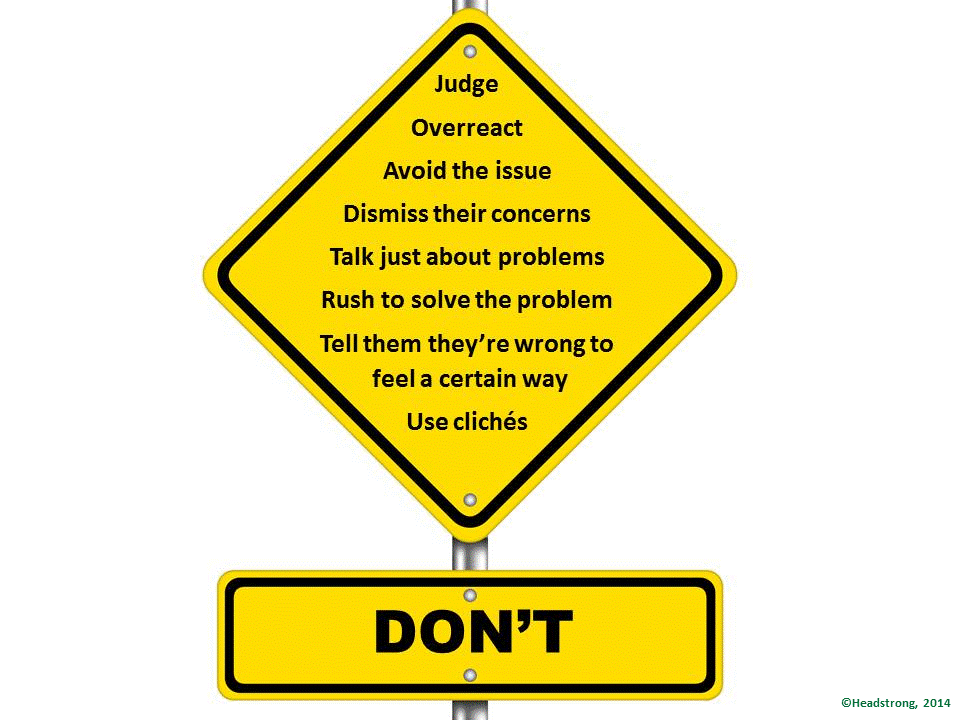 Judge
Overreact
Avoid the issue
Dismiss their concerns
Talk just about problems
Rush to solve the problem
Tell them they’re wrong to
feel a certain way
Use clichés
DON’T
©Headstrong, 2014